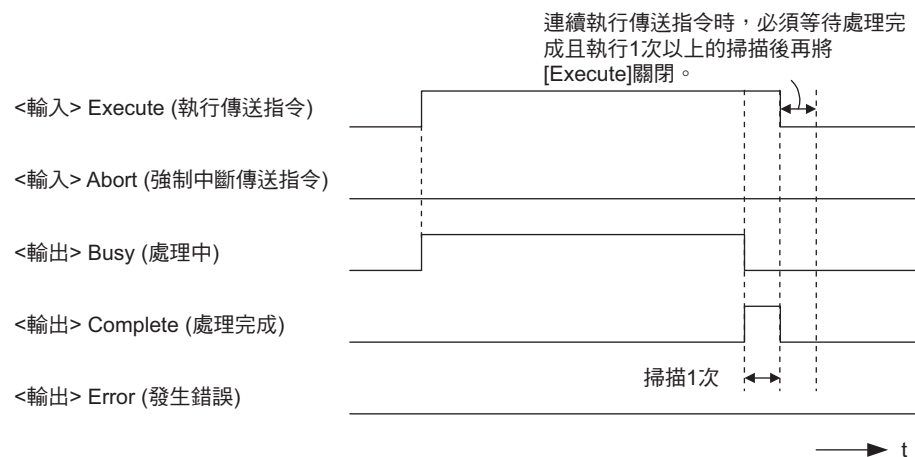 連續執行傳送指令時，必須等待處理完
成且執行1次以上的掃描後再將
[Execute]關閉。
<輸入> Execute (執行傳送指令)
<輸入> Abort (強制中斷傳送指令)
<輸出> Busy (處理中)
<輸出> Complete (處理完成)
掃描1次
<輸出> Error (發生錯誤)
t